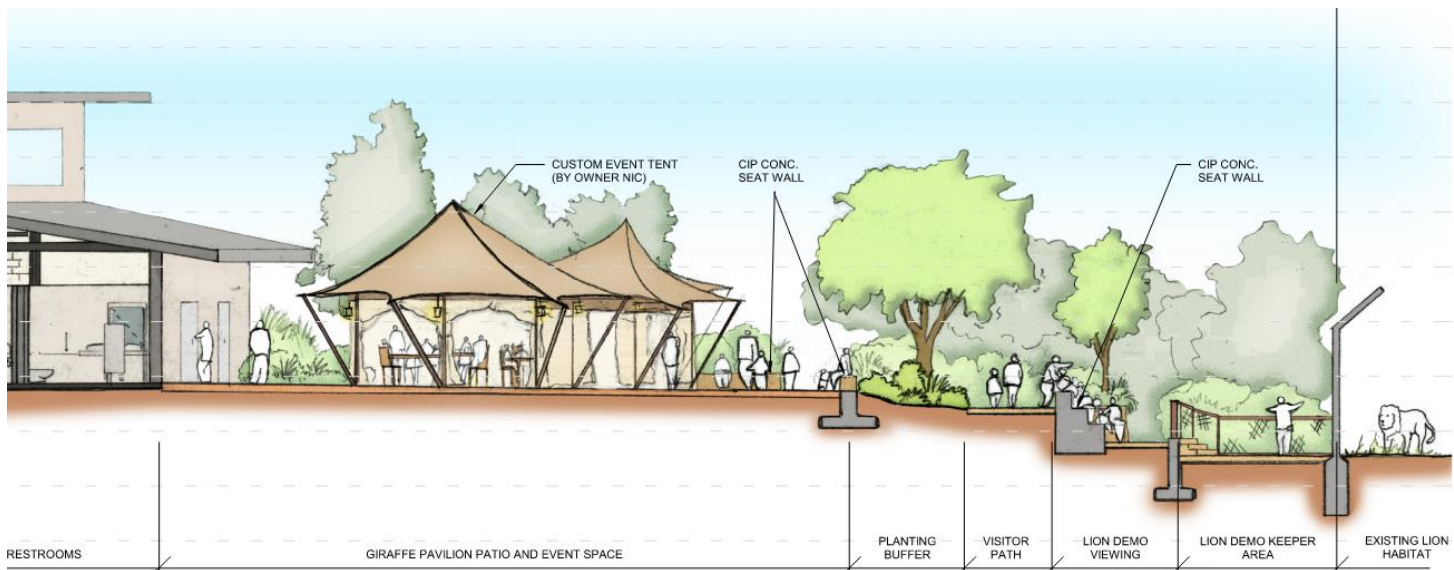 CUSTOM EVENT TENT
(BY OWNER NIC)
CIP CONC.
SEAT WALL
CIP CONC.
SEAT WALL
RESTROOMS
GIRAFFE PAVILION PATIO AND EVENT SPACE
PLANTING
BUFFER
VISITOR
PATH
LION DEMO
VIEWING
LION DEMO KEEPER
AREA
EXISTING LION
HABITAT